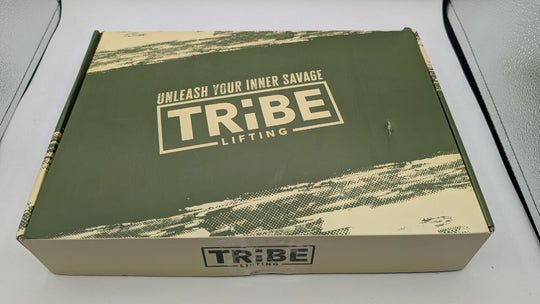 UNLEASH YOUR INNER SAVAGE
TRiBE
LIFTING
TRiBE
LIFTING